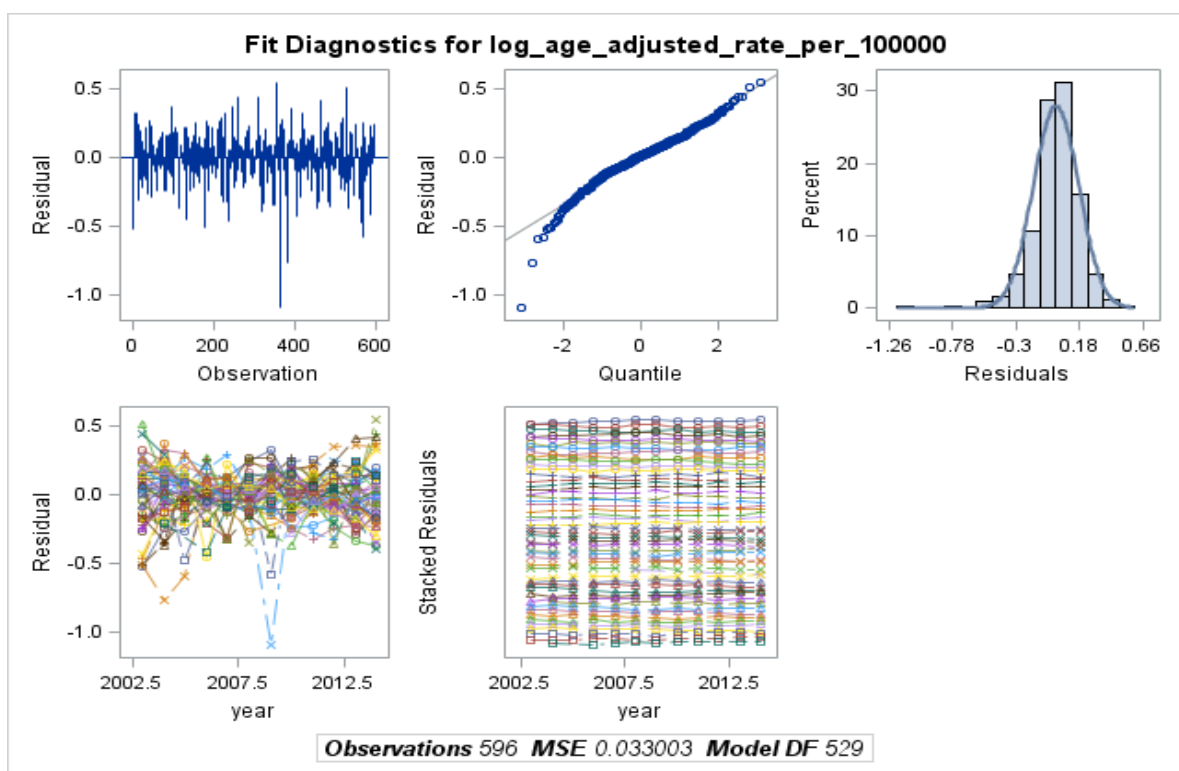 Fit Diagnostics for log_age_adjusted_rate_per_100000
Residual
0.5
0.0
-0.5
-1.0
0
200
400
600
Observation
Residual
0.5
0.0
-0.5
-1.0
-2
0
2
Quantile
Percent
30
20
10
0
-1.26
-0.78
-0.3
0.18
0.66
Residuals
Residual
0.5
0.0
-0.5
-1.0
2002.5
2007.5
2012.5
year
Stacked Residuals
2002.5
2007.5
2012.5
year
Observations 596 MSE 0.033003 Model DF 529